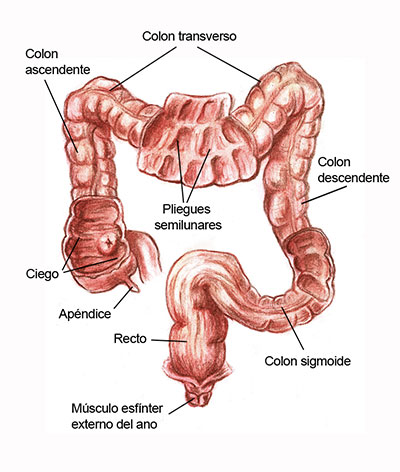 Colon transverso
Colon
ascendente
Colon
descendente
Pliegues
semilunares
Ciego
Apéndice
Recto
Colon sigmoide
Músculo esfínter
externo del ano